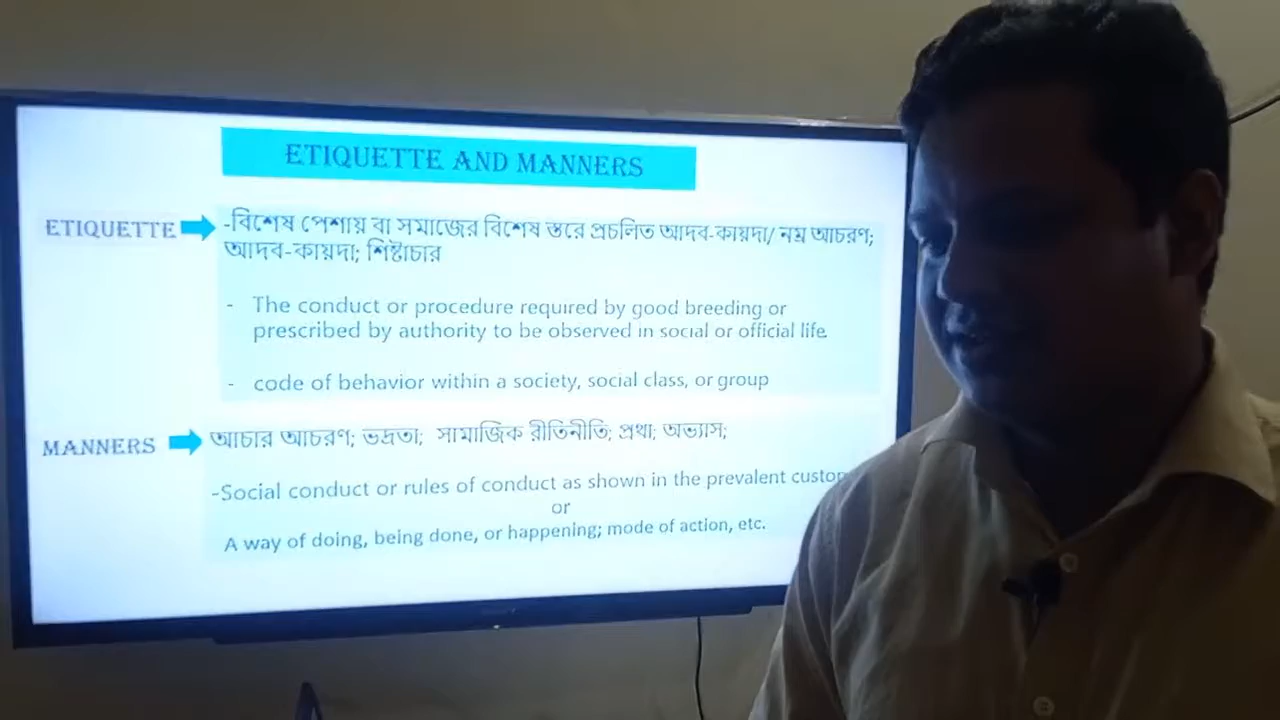 ETIQUETTE AND MANNERS
ETIQUETTE
-বিশেষ পেশায় বা সমাজের বিশেষ স্তরে প্রচলিত আদব-কায়দা/ নম্র আচরণ;
আদব-কায়দা; শিষ্টাচার
- The conduct or procedure required by good breeding or
prescribed by authority to be observed in social or official life.
- code of behavior within a society, social class, or group
MANNERS
আচার আচরণ; ভদ্রতা; সামাজিক রীতিনীতি; প্রথা; অভ্যাস;
-Social conduct or rules of conduct as shown in the prevalent
or
A way of doing, being done, or happening; mode of action, etc.